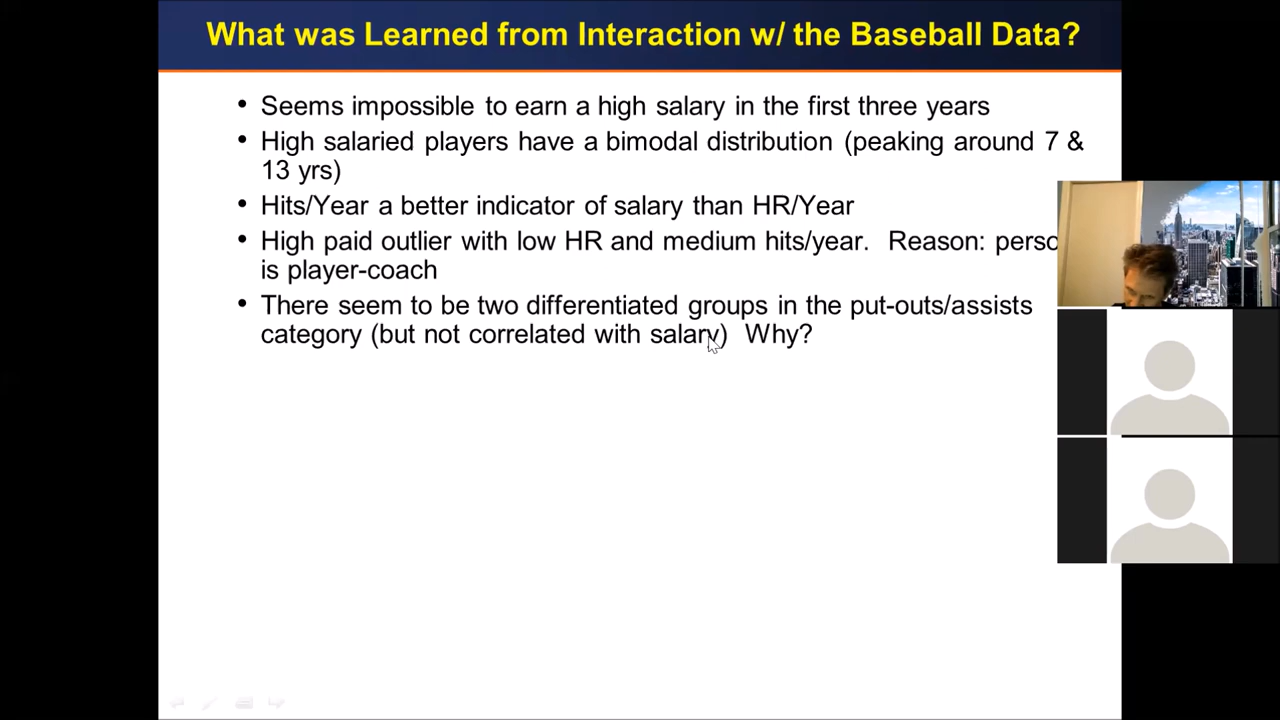 What was Learned from Interaction w/ the Baseball Data?
• Seems impossible to earn a high salary in the first three years
• High salaried players have a bimodal distribution (peaking around 7 &
13 yrs)
• Hits/Year a better indicator of salary than HR/Year
• High paid outlier with low HR and medium hits/year. Reason: perso
is player-coach
• There seem to be two differentiated groups in the put-outs/assists
category (but not correlated with salary) Why?